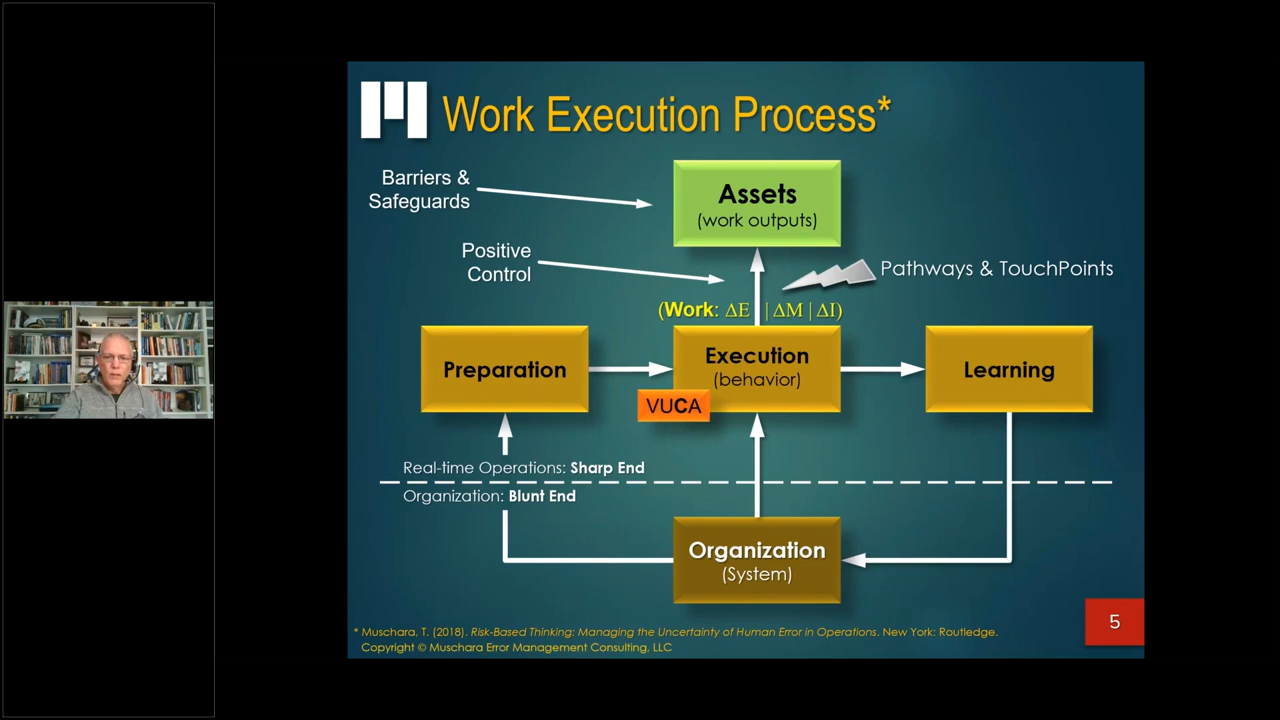 Work Execution Process*
Barriers &
Safeguards
Assets
(work outputs)
Positive
Control
Pathways & TouchPoints
(Work: ΔE | ΔM | ΔI)
Preparation
Execution
(behavior)
Learning
VUCA
Real-time Operations: Sharp End
Organization: Blunt End
Organization
(System)
5
* Muschara, T. (2018). Risk-Based Thinking: Managing the Uncertainty of Human Error in Operations. New York: Routledge.
Copyright © Muschara Error Management Consulting, LLC